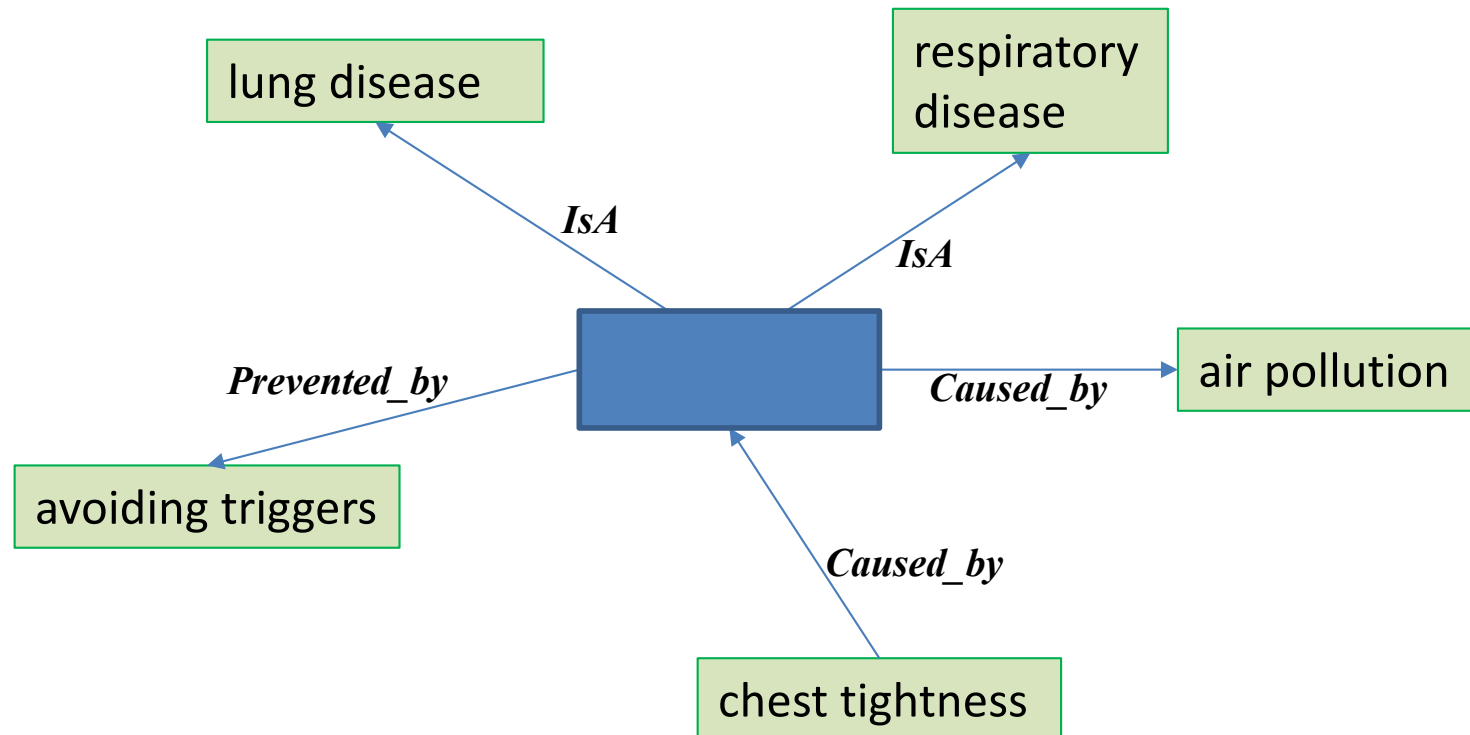 lung disease
respiratory
disease
IsA
IsA
Prevented_by
Caused_by
air pollution
avoiding triggers
Caused_by
chest tightness